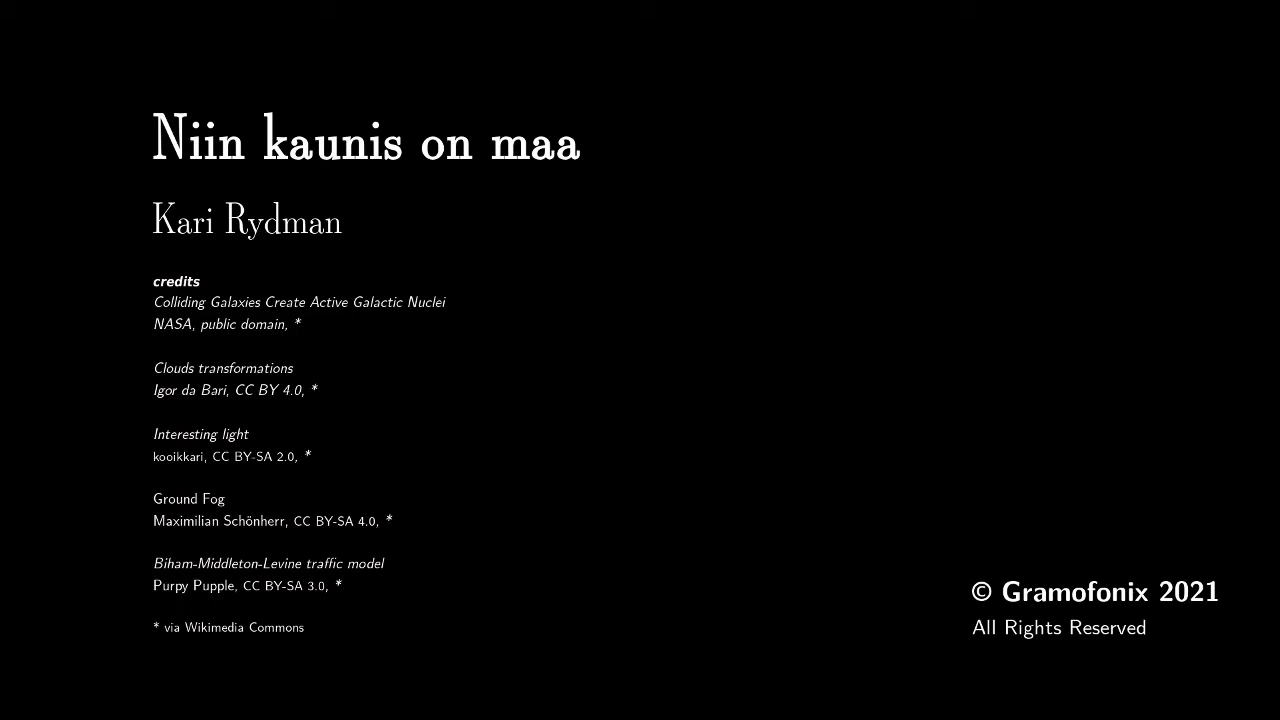 Niin kaunis on maa
Kari Rydman
credits
Colliding Galaxies Create Active Galactic Nuclei
NASA, public domain, *
Clouds transformations
Igor da Bari, CC BY 4.0, *
Interesting light
kooikkari, CC BY-SA 2.0, *
Ground Fog
Maximilian Schönherr, CC BY-SA 4.0, *
Biham-Middleton-Levine traffic model
Purpy Pupple, CC BY-SA 3.0, *
* via Wikimedia Commons
© Gramofonix 2021
All Rights Reserved